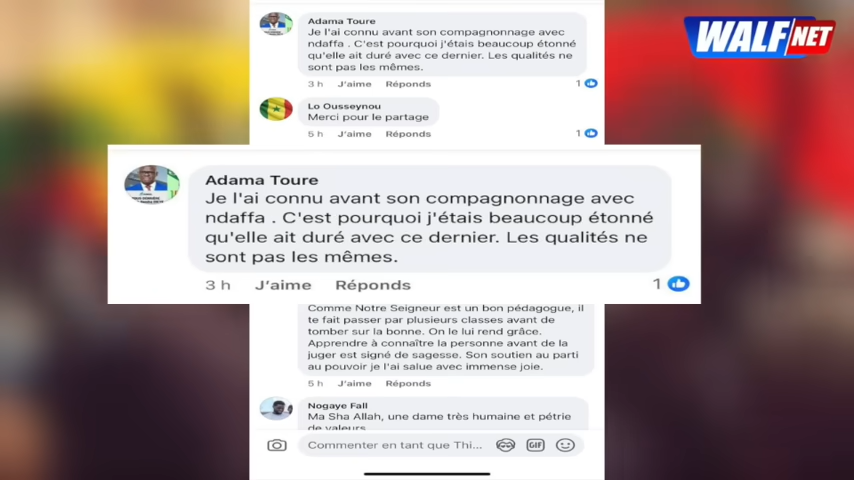 Adama Toure
Je l'ai connu avant son compagnonnage avec
ndaffa . C'est pourquoi j'étais beaucoup étonné
qu'elle ait duré avec ce dernier. Les qualités ne
sont pas les mêmes.
3 h J'aime Réponds 1
WALFNET
Lo Ousseynou
Merci pour le partage
5 h J'aime Réponds 1
Adama Toure
Je l'ai connu avant son compagnonnage avec
ndaffa . C'est pourquoi j'étais beaucoup étonné
qu'elle ait duré avec ce dernier. Les qualités ne
sont pas les mêmes.
3 h J'aime Réponds 1
Comme Notre Seigneur est un bon pédagogue, il
te fait passer par plusieurs classes avant de
tomber sur la bonne. On le lui rend grâce.
Apprendre à connaître la personne avant de la
juger est signé de sagesse. Son soutien au parti
au pouvoir je l'ai salue avec immense joie.
5 h J'aime Réponds
Nogaye Fall
Ma Sha Allah, une dame très humaine et pétrie
de valeurs
Commenter en tant que Thi...
GIF